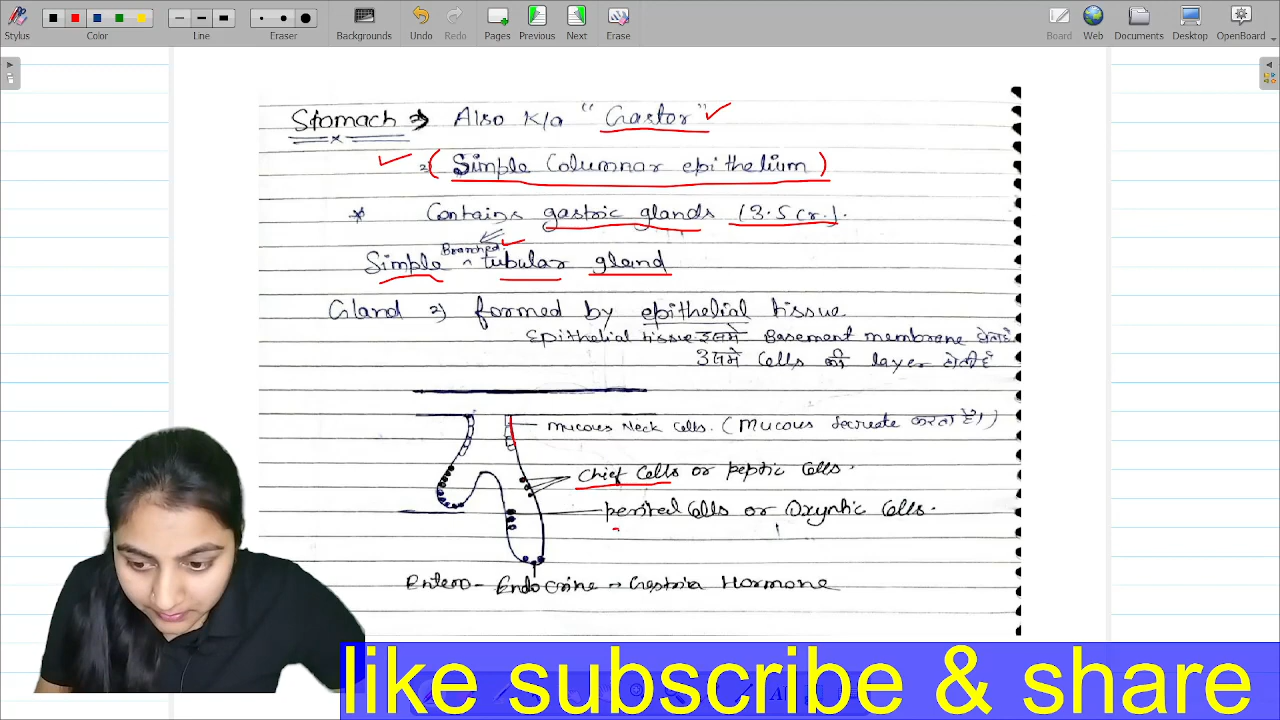 Stylus Color Line Eraser Backgrounds Undo Redo Pages Previous Next Erase Board Web Documents Desktop OpenBoard
Stomach → Also K/a "Gastor"
(Simple Columnar epithelium)
* Contains gastric glands (3.5 cr.).
Branched
Simple ^ tubular gland
Gland formed by epithelial tissue
Epithelial tissue उसमे Basement membrane होता है
उसमे Cells की layer होती है
Mucous Neck Cells. (Mucous Secreate करता है।)
Chief Cells or peptic Cells.
perital Cells or Oxyntic Cells.
Entero- Endocrine → Gastrin Hormone
like subscribe & share